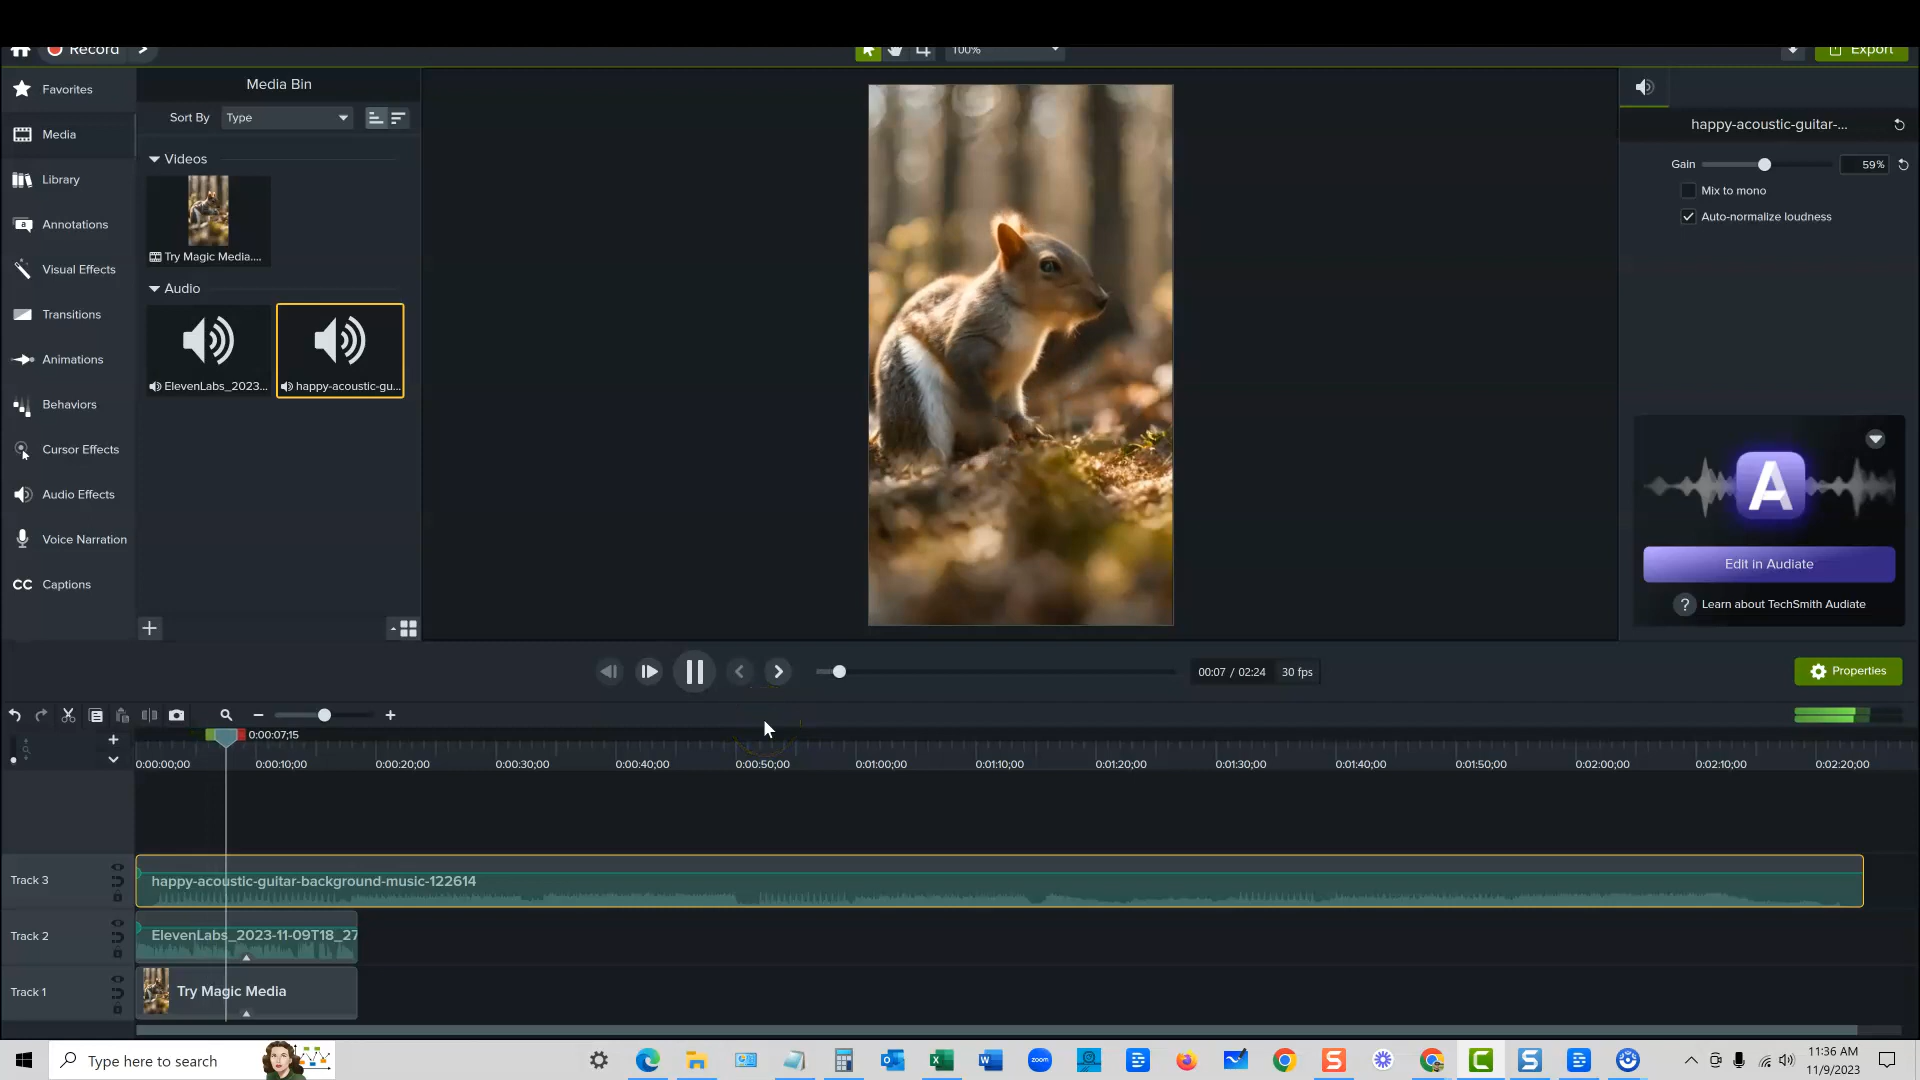 Record
100%
Export
Favorites
Media
Library
Annotations
Visual Effects
Transitions
Animations
Behaviors
Cursor Effects
Audio Effects
Voice Narration
CC Captions
Media Bin
Sort By Type
Videos
Try Magic Media....
Audio
ElevenLabs_2023...
happy-acoustic-gu...
happy-acoustic-guitar-...
Gain 59%
Mix to mono
Auto-normalize loudness
A
Edit in Audiate
? Learn about TechSmith Audiate
00:07 / 02:24 30 fps
Properties
0:00:07;15
0:00:00;00 0:00:10;00 0:00:20;00 0:00:30;00 0:00:40;00 0:00:50;00 0:01:00;00 0:01:10;00 0:01:20;00 0:01:30;00 0:01:40;00 0:01:50;00 0:02:00;00 0:02:10;00 0:02:20;00
Track 3
happy-acoustic-guitar-background-music-122614
Track 2
ElevenLabs_2023-11-09T18_27
Track 1
Try Magic Media
Type here to search
zoom
11:36 AM
11/9/2023